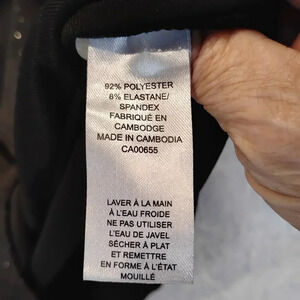 92% POLYESTER
8% ELASTANE/
SPANDEX
FABRIQUÉ EN
CAMBODGE
MADE IN CAMBODIA
CA00655
LAVER À LA MAIN
À L'EAU FROIDE
NE PAS UTILISER
L'EAU DE JAVEL
SÉCHER À PLAT
ET REMETTRE
EN FORME À L'ÉTAT
MOUILLÉ